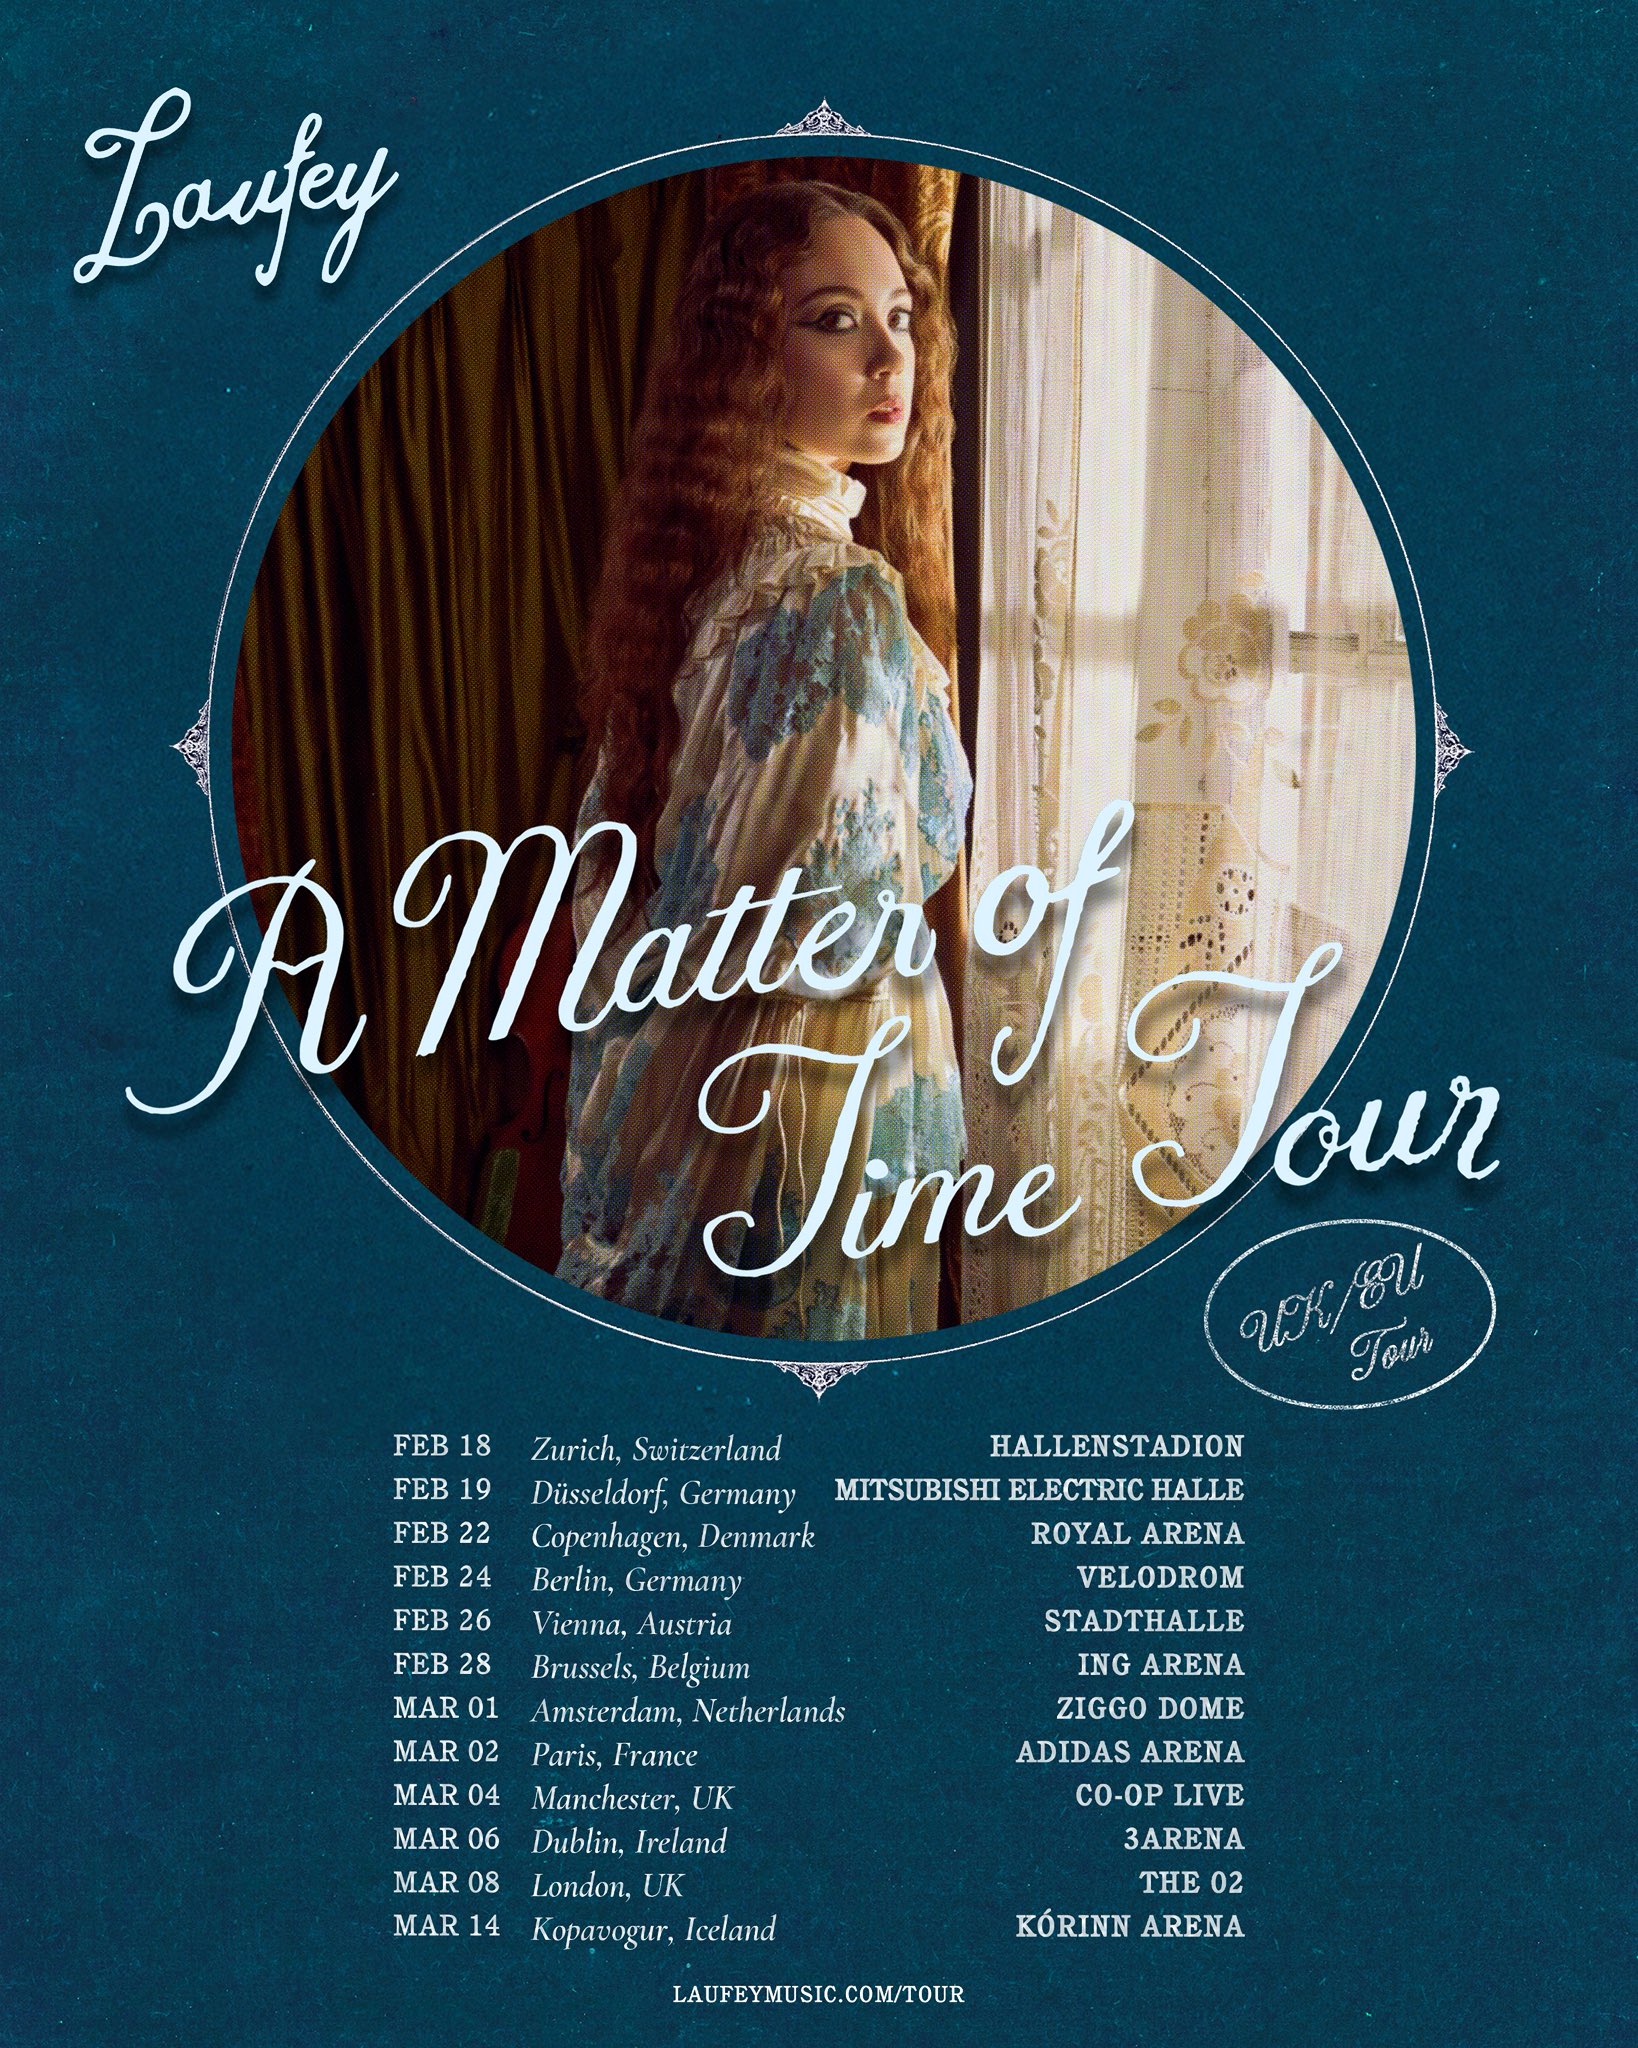 Laufey
A Matter of
Time Tour
UK/EU
Tour
FEB 18 Zurich, Switzerland HALLENSTADION
FEB 19 Düsseldorf, Germany MITSUBISHI ELECTRIC HALLE
FEB 22 Copenhagen, Denmark ROYAL ARENA
FEB 24 Berlin, Germany VELODROM
FEB 26 Vienna, Austria STADTHALLE
FEB 28 Brussels, Belgium ING ARENA
MAR 01 Amsterdam, Netherlands ZIGGO DOME
MAR 02 Paris, France ADIDAS ARENA
MAR 04 Manchester, UK CO-OP LIVE
MAR 06 Dublin, Ireland 3ARENA
MAR 08 London, UK THE 02
MAR 14 Kopavogur, Iceland KÓRINN ARENA
LAUFEYMUSIC.COM/TOUR